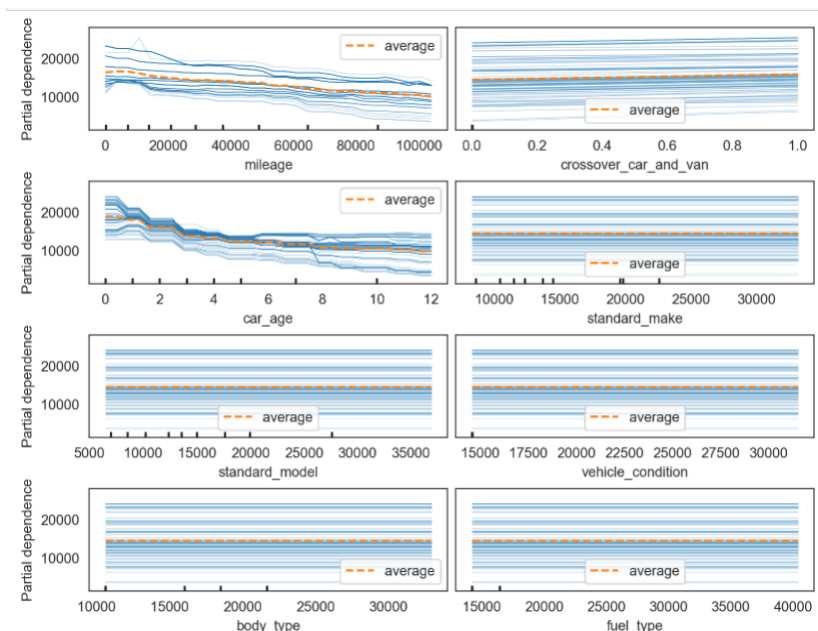 Partial dependence
20000
10000
average
0 20000 40000 60000 80000 100000
mileage
average
0.0 0.2 0.4 0.6 0.8 1.0
crossover_car_and_van
Partial dependence
20000
10000
average
0 2 4 6 8 10 12
car_age
average
10000 15000 20000 25000 30000
standard_make
Partial dependence
20000
10000
average
5000 10000 15000 20000 25000 30000 35000
standard_model
average
15000 17500 20000 22500 25000 27500 30000
vehicle_condition
Partial dependence
20000
10000
average
10000 15000 20000 25000 30000
body_type
average
15000 20000 25000 30000 35000 40000
fuel_type